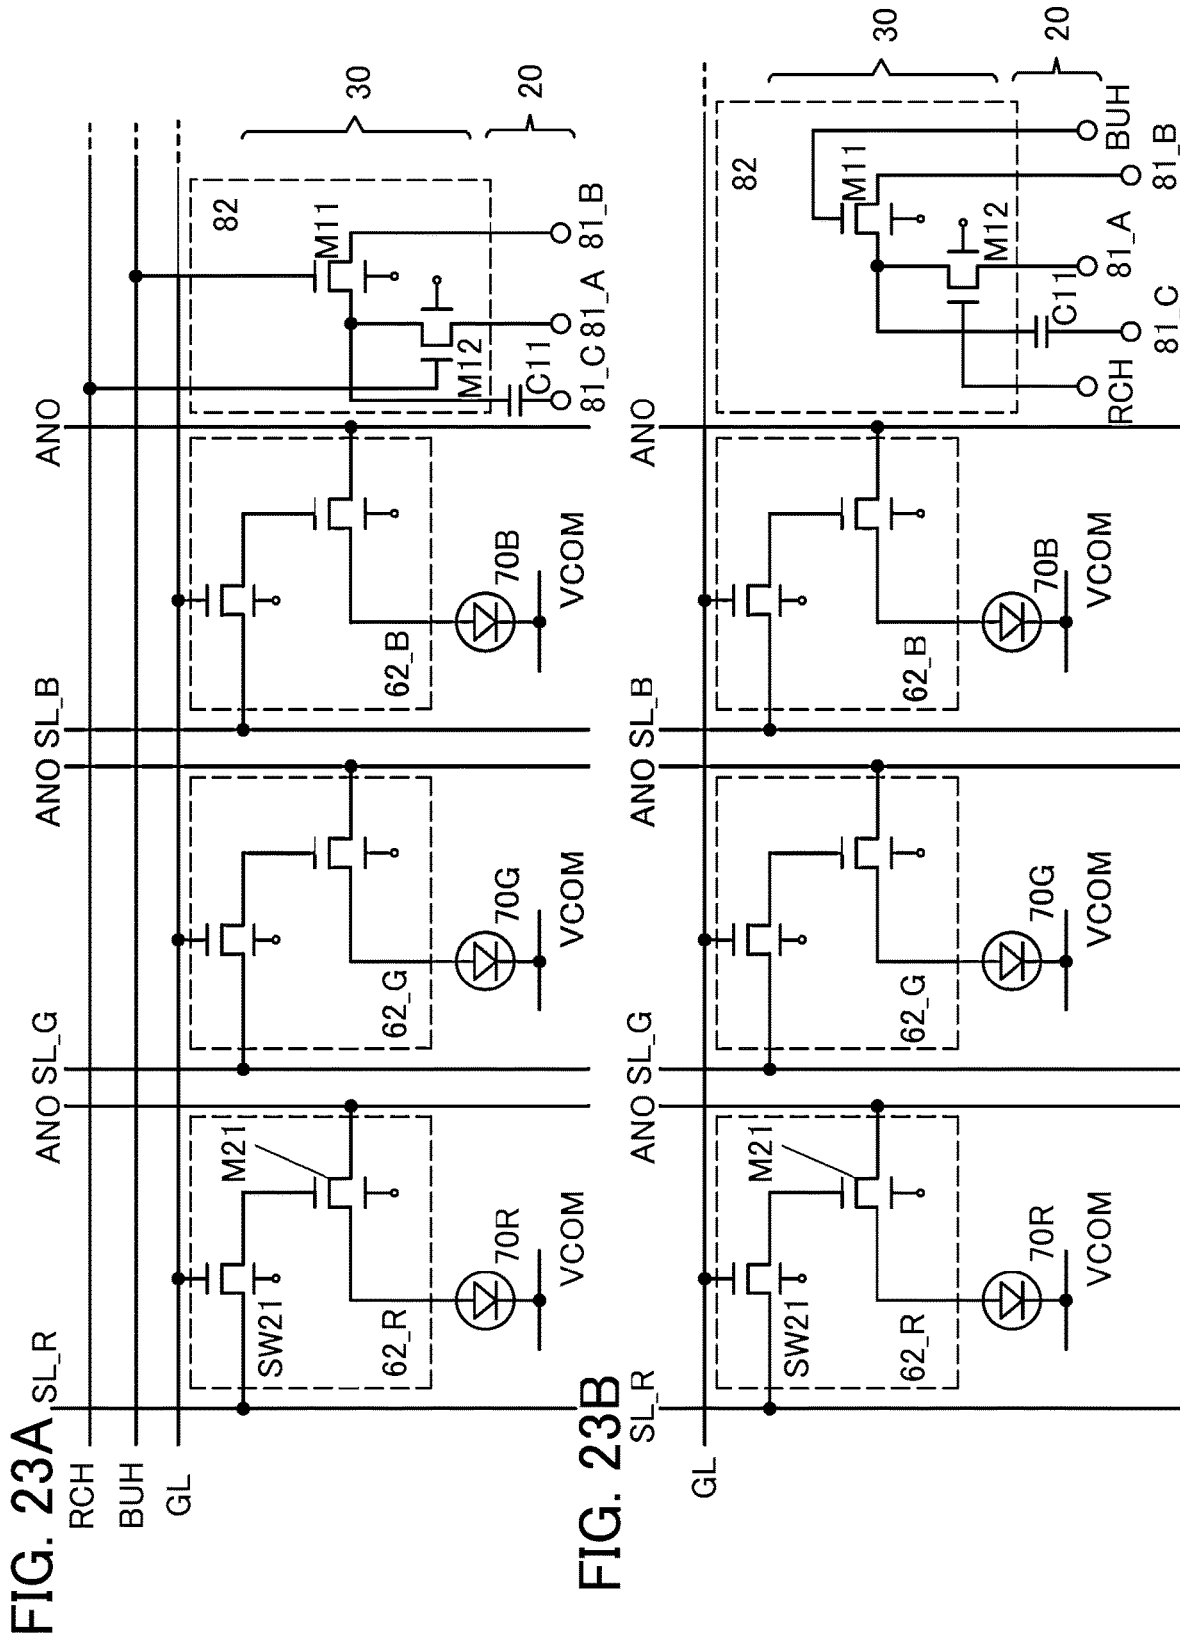 FIG. 23A
RCH
BUH
GL
SL_R
ANO
SL_G
ANO
SL_B
ANO
SW21
M21
62_R
70R
VCOM
62_G
70G
VCOM
62_B
70B
VCOM
82
M11
M12
C11
81_C
81_A
81_B
30
20
FIG. 23B
GL
SL_R
ANO
SL_G
ANO
SL_B
ANO
SW21
M21
62_R
70R
VCOM
62_G
70G
VCOM
62_B
70B
VCOM
82
M11
M12
C11
RCH
81_C
81_A
81_B
BUH
30
20